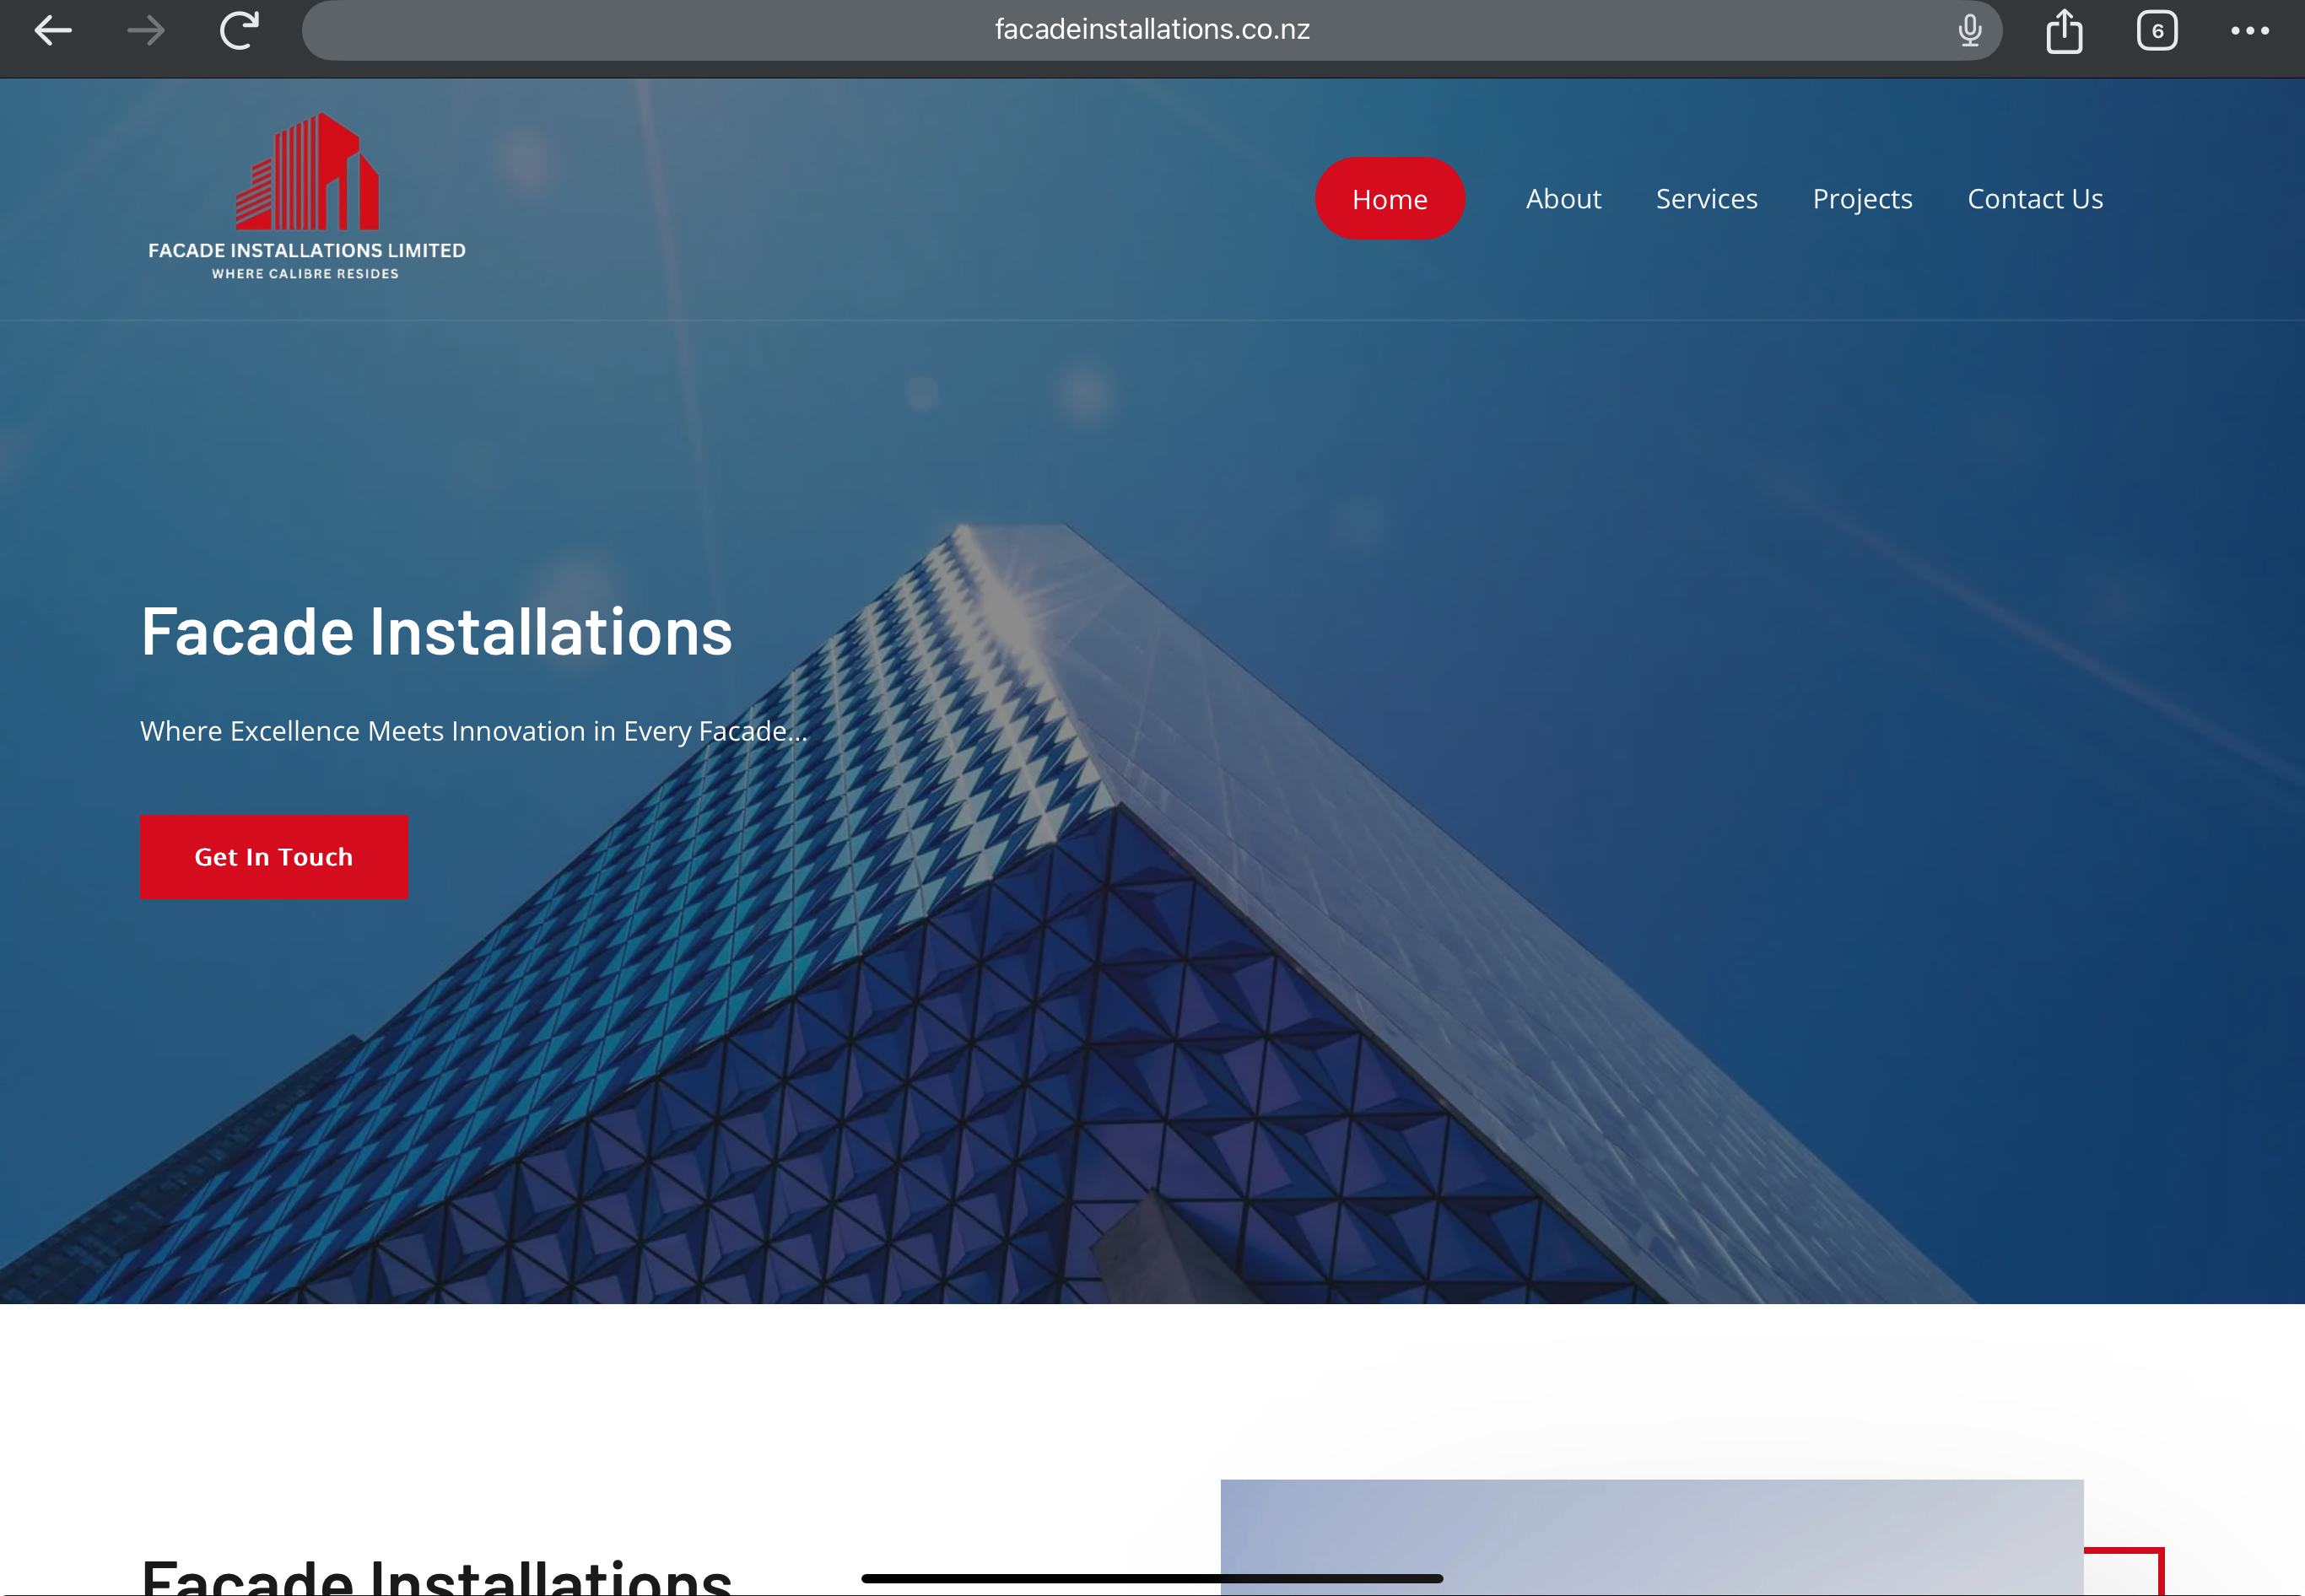 facadeinstallations.co.nz
6
FACADE INSTALLATIONS LIMITED
WHERE CALIBRE RESIDES
Home
About
Services
Projects
Contact Us
Facade Installations
Where Excellence Meets Innovation in Every Facade...
Get In Touch
Facade Installations